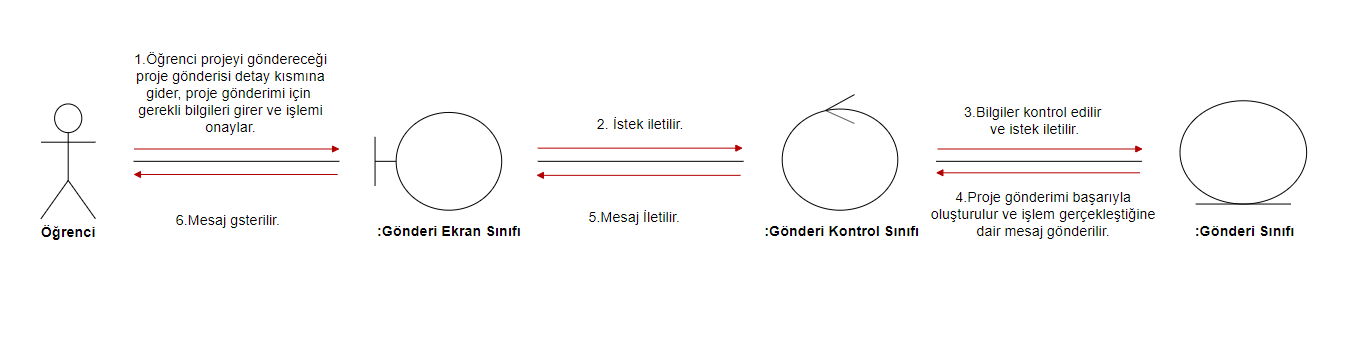 1.Öğrenci projeyi göndereceği
proje gönderisi detay kısmına
gider, proje gönderimi için
gerekli bilgileri girer ve işlemi
onaylar.
2. İstek iletilir.
3.Bilgiler kontrol edilir
ve istek iletilir.
4.Proje gönderimi başarıyla
oluşturulur ve işlem gerçekleştiğine
dair mesaj gönderilir.
5.Mesaj İletilir.
6.Mesaj gsterilir.
Öğrenci
:Gönderi Ekran Sınıfı
:Gönderi Kontrol Sınıfı
:Gönderi Sınıfı